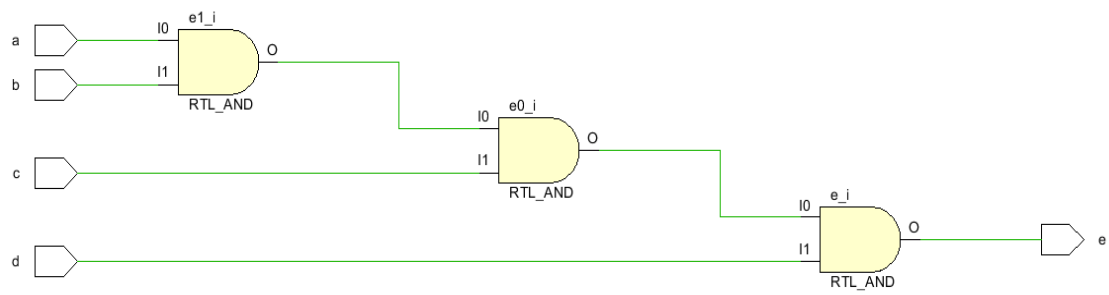 e1_i
a
I0
O
b
I1
RTL_AND
e0_i
I0
O
c
I1
RTL_AND
e_i
I0
O
e
d
I1
RTL_AND